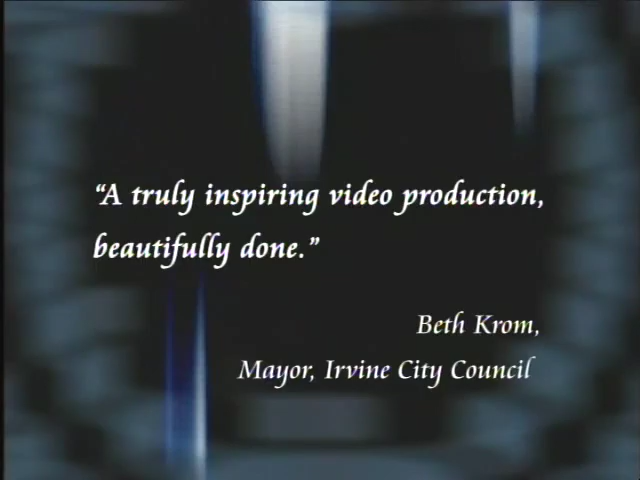 “A truly inspiring video production,
beautifully done.”
Beth Krom,
Mayor, Irvine City Council